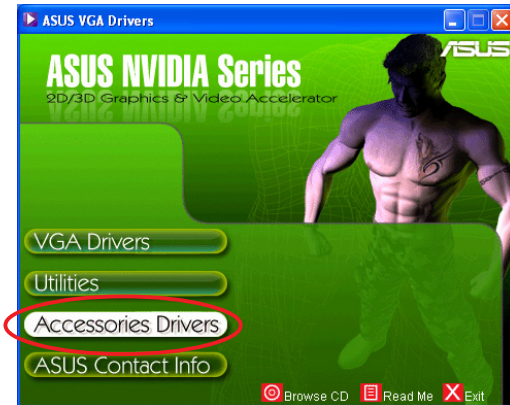 ASUS VGA Drivers
ASUS
ASUS NVIDIA Series
2D/3D Graphics & Video Accelerator
VGA Drivers
Utilities
Accessories Drivers
ASUS Contact Info
Browse CD Read Me Exit